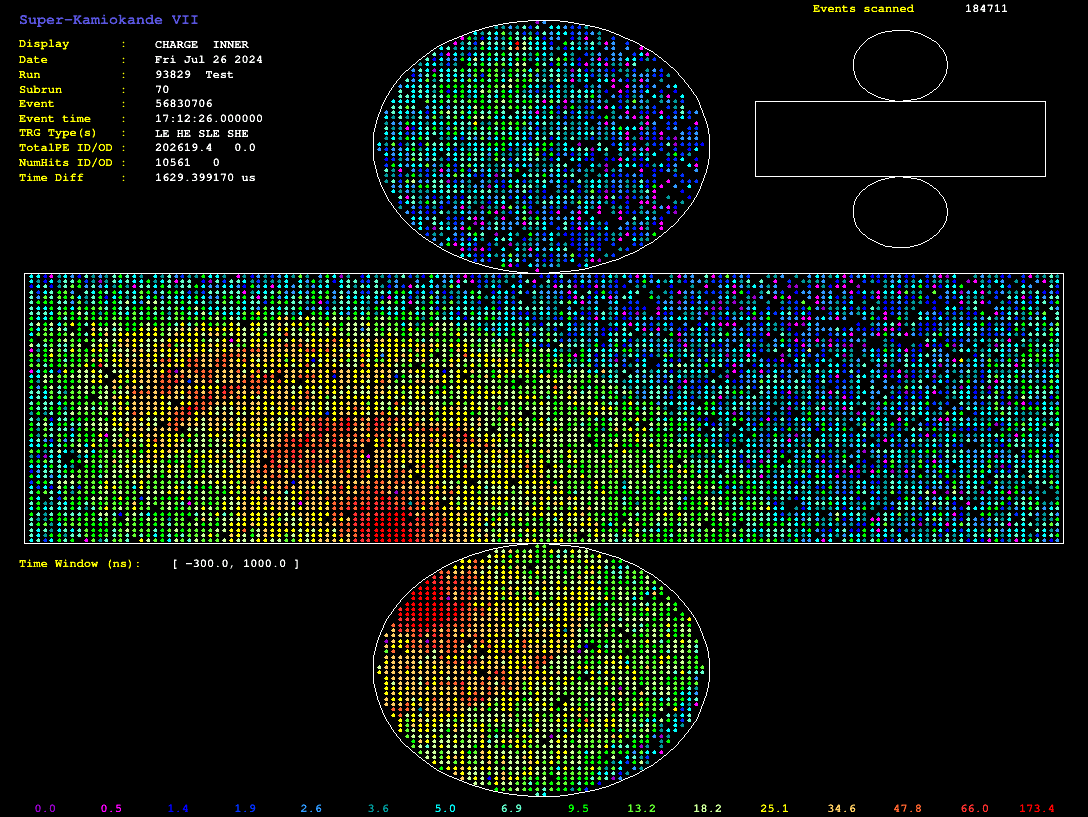 Super-Kamiokande VII
Events scanned 184711
Display : CHARGE INNER
Date : Fri Jul 26 2024
Run : 93829 Test
Subrun : 70
Event : 56830706
Event time : 17:12:26.000000
TRG Type(s) : LE HE SLE SHE
TotalPE ID/OD : 202619.4 0.0
NumHits ID/OD : 10561 0
Time Diff : 1629.399170 us
Time Window (ns): [ -300.0, 1000.0 ]
0.0 0.5 1.4 1.9 2.6 3.6 5.0 6.9 9.5 13.2 18.2 25.1 34.6 47.8 66.0 173.4